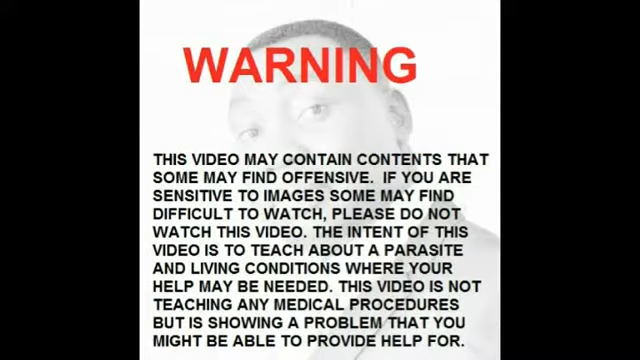 WARNING
THIS VIDEO MAY CONTAIN CONTENTS THAT
SOME MAY FIND OFFENSIVE. IF YOU ARE
SENSITIVE TO IMAGES SOME MAY FIND
DIFFICULT TO WATCH, PLEASE DO NOT
WATCH THIS VIDEO. THE INTENT OF THIS
VIDEO IS TO TEACH ABOUT A PARASITE
AND LIVING CONDITIONS WHERE YOUR
HELP MAY BE NEEDED. THIS VIDEO IS NOT
TEACHING ANY MEDICAL PROCEDURES
BUT IS SHOWING A PROBLEM THAT YOU
MIGHT BE ABLE TO PROVIDE HELP FOR.